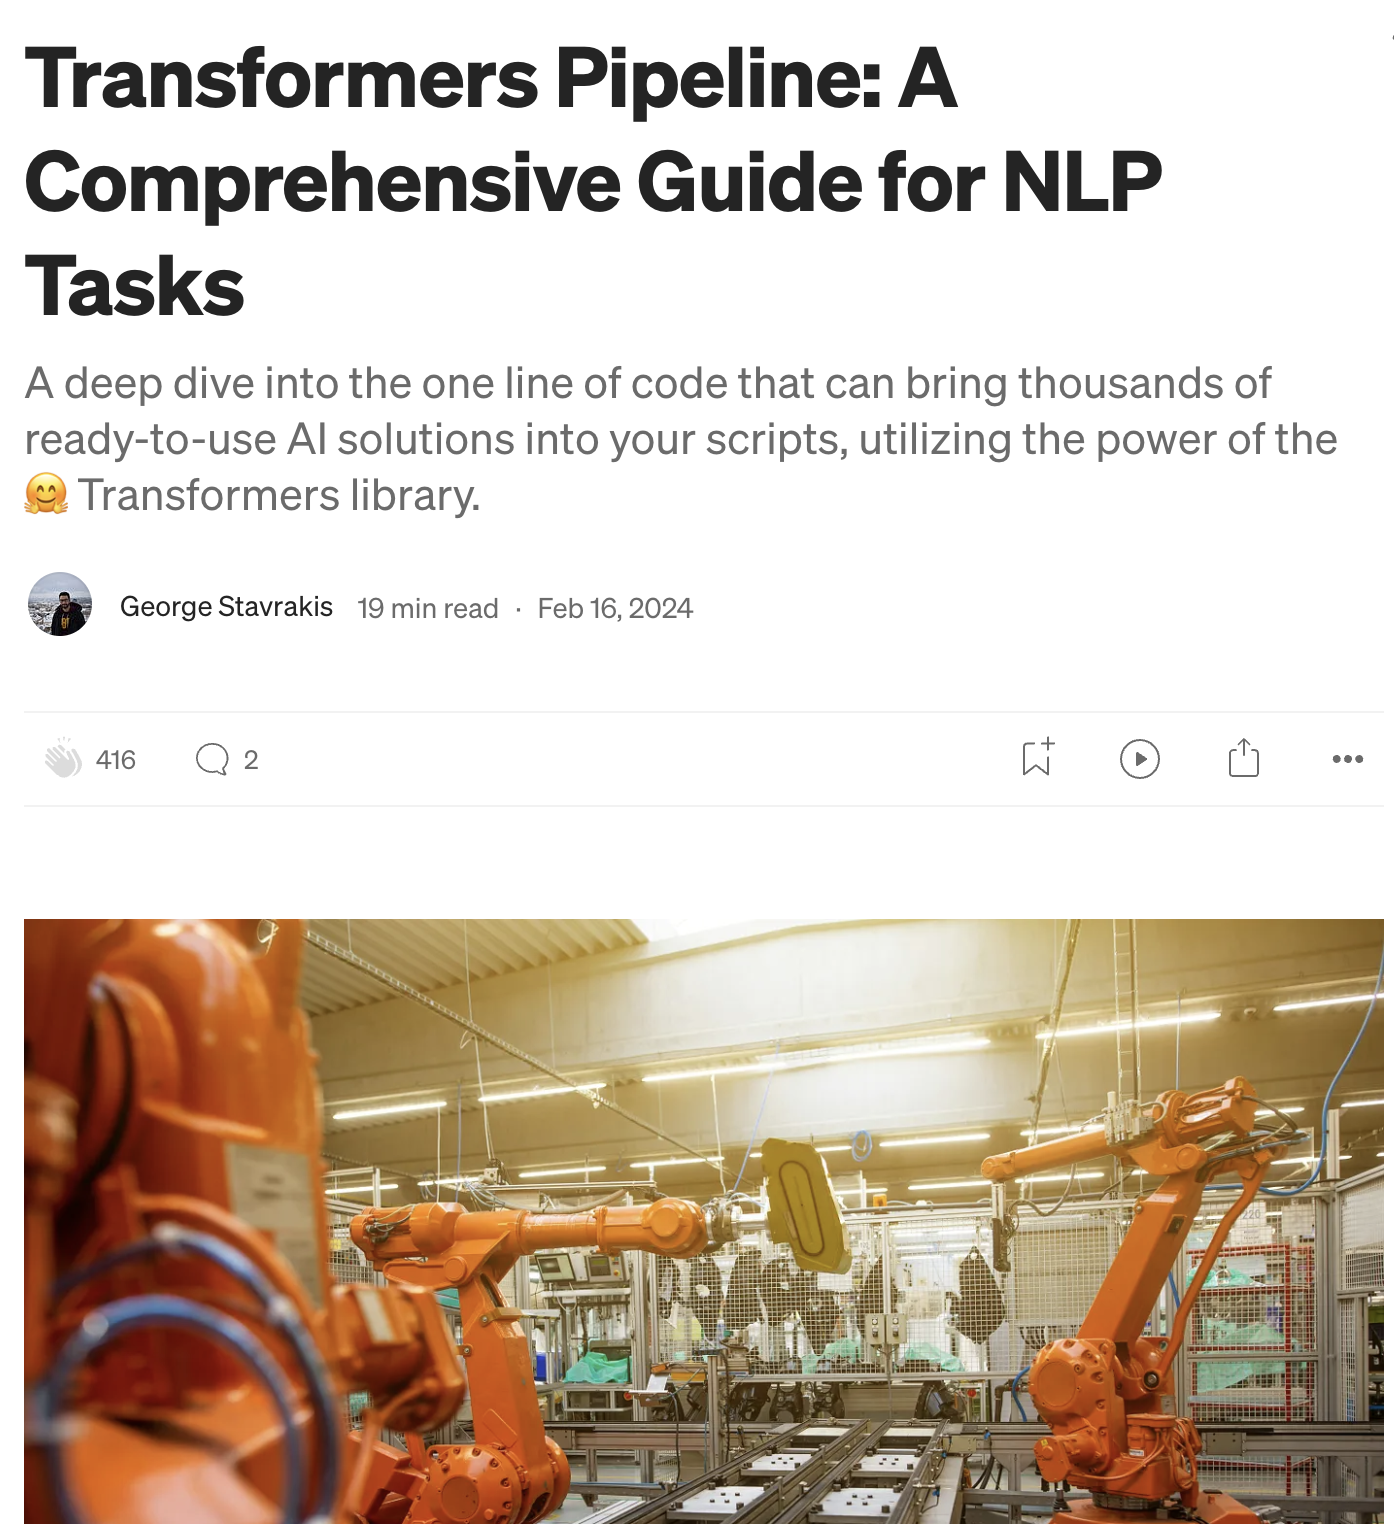 Transformers Pipeline: A
Comprehensive Guide for NLP
Tasks
A deep dive into the one line of code that can bring thousands of
ready-to-use AI solutions into your scripts, utilizing the power of the
🤗 Transformers library.
George Stavrakis 19 min read · Feb 16, 2024
416 2